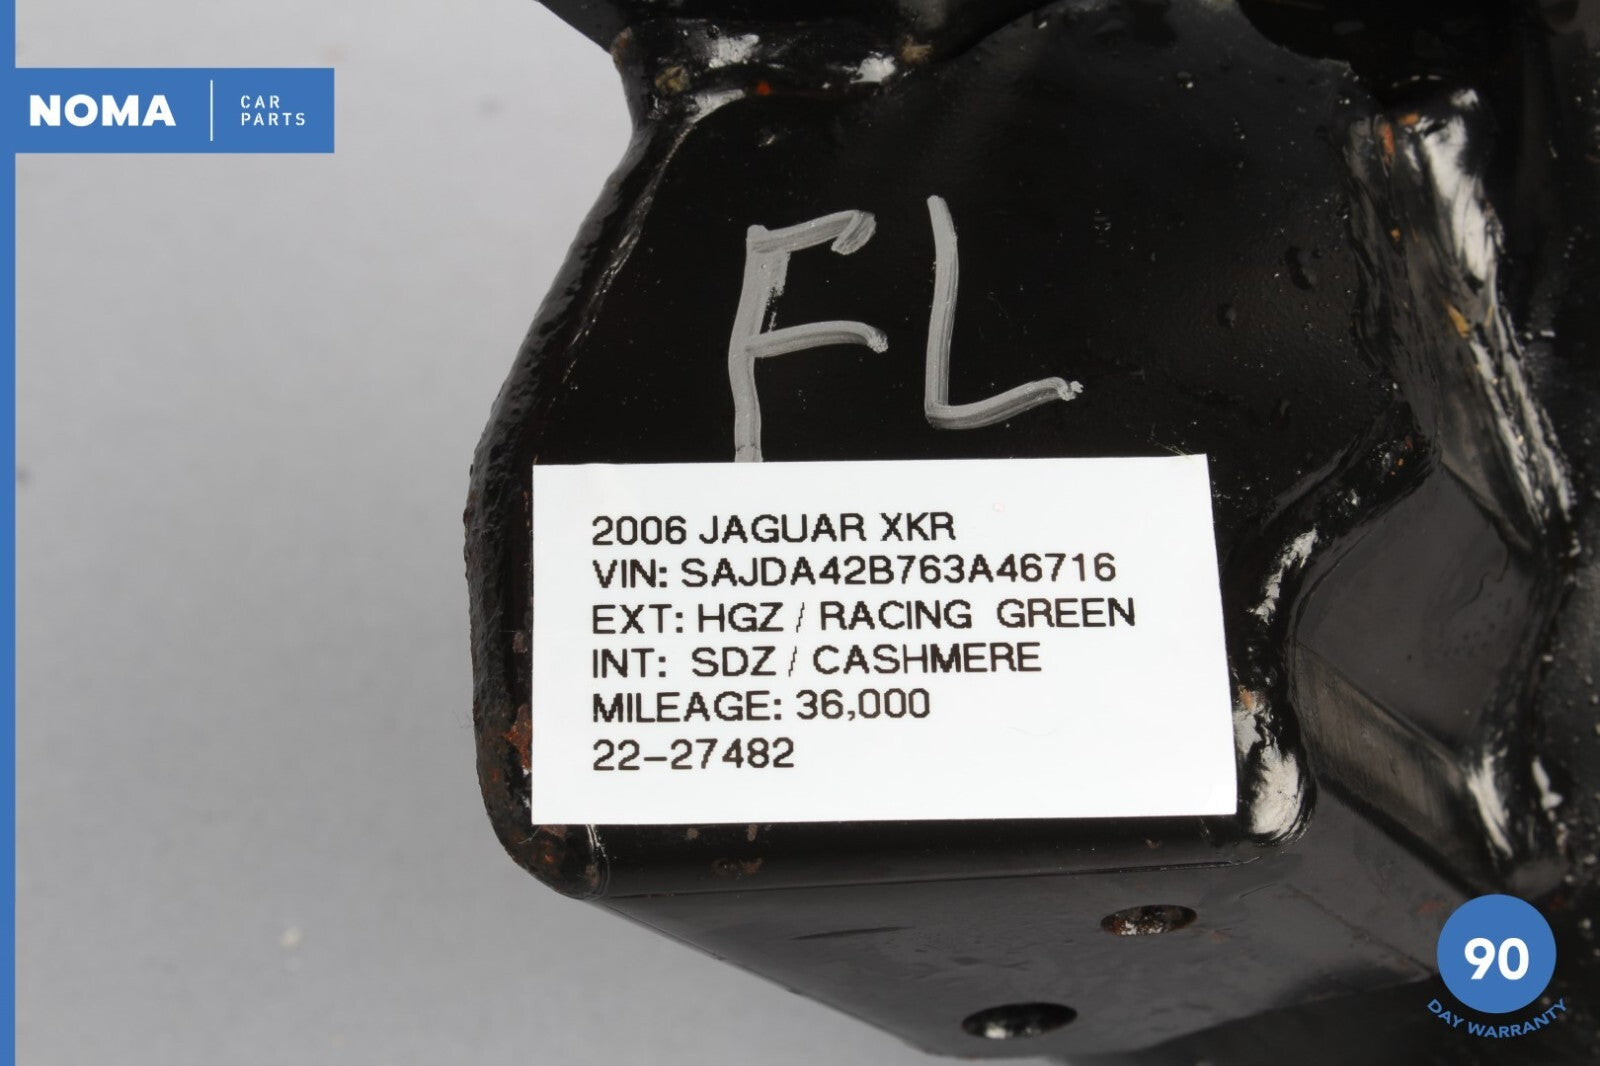 NOMA
CAR
PARTS
FL
2006 JAGUAR XKR
VIN: SAJDA42B763A46716
EXT: HGZ / RACING GREEN
INT: SDZ / CASHMERE
MILEAGE: 36,000
22-27482
90
DAY WARRANTY